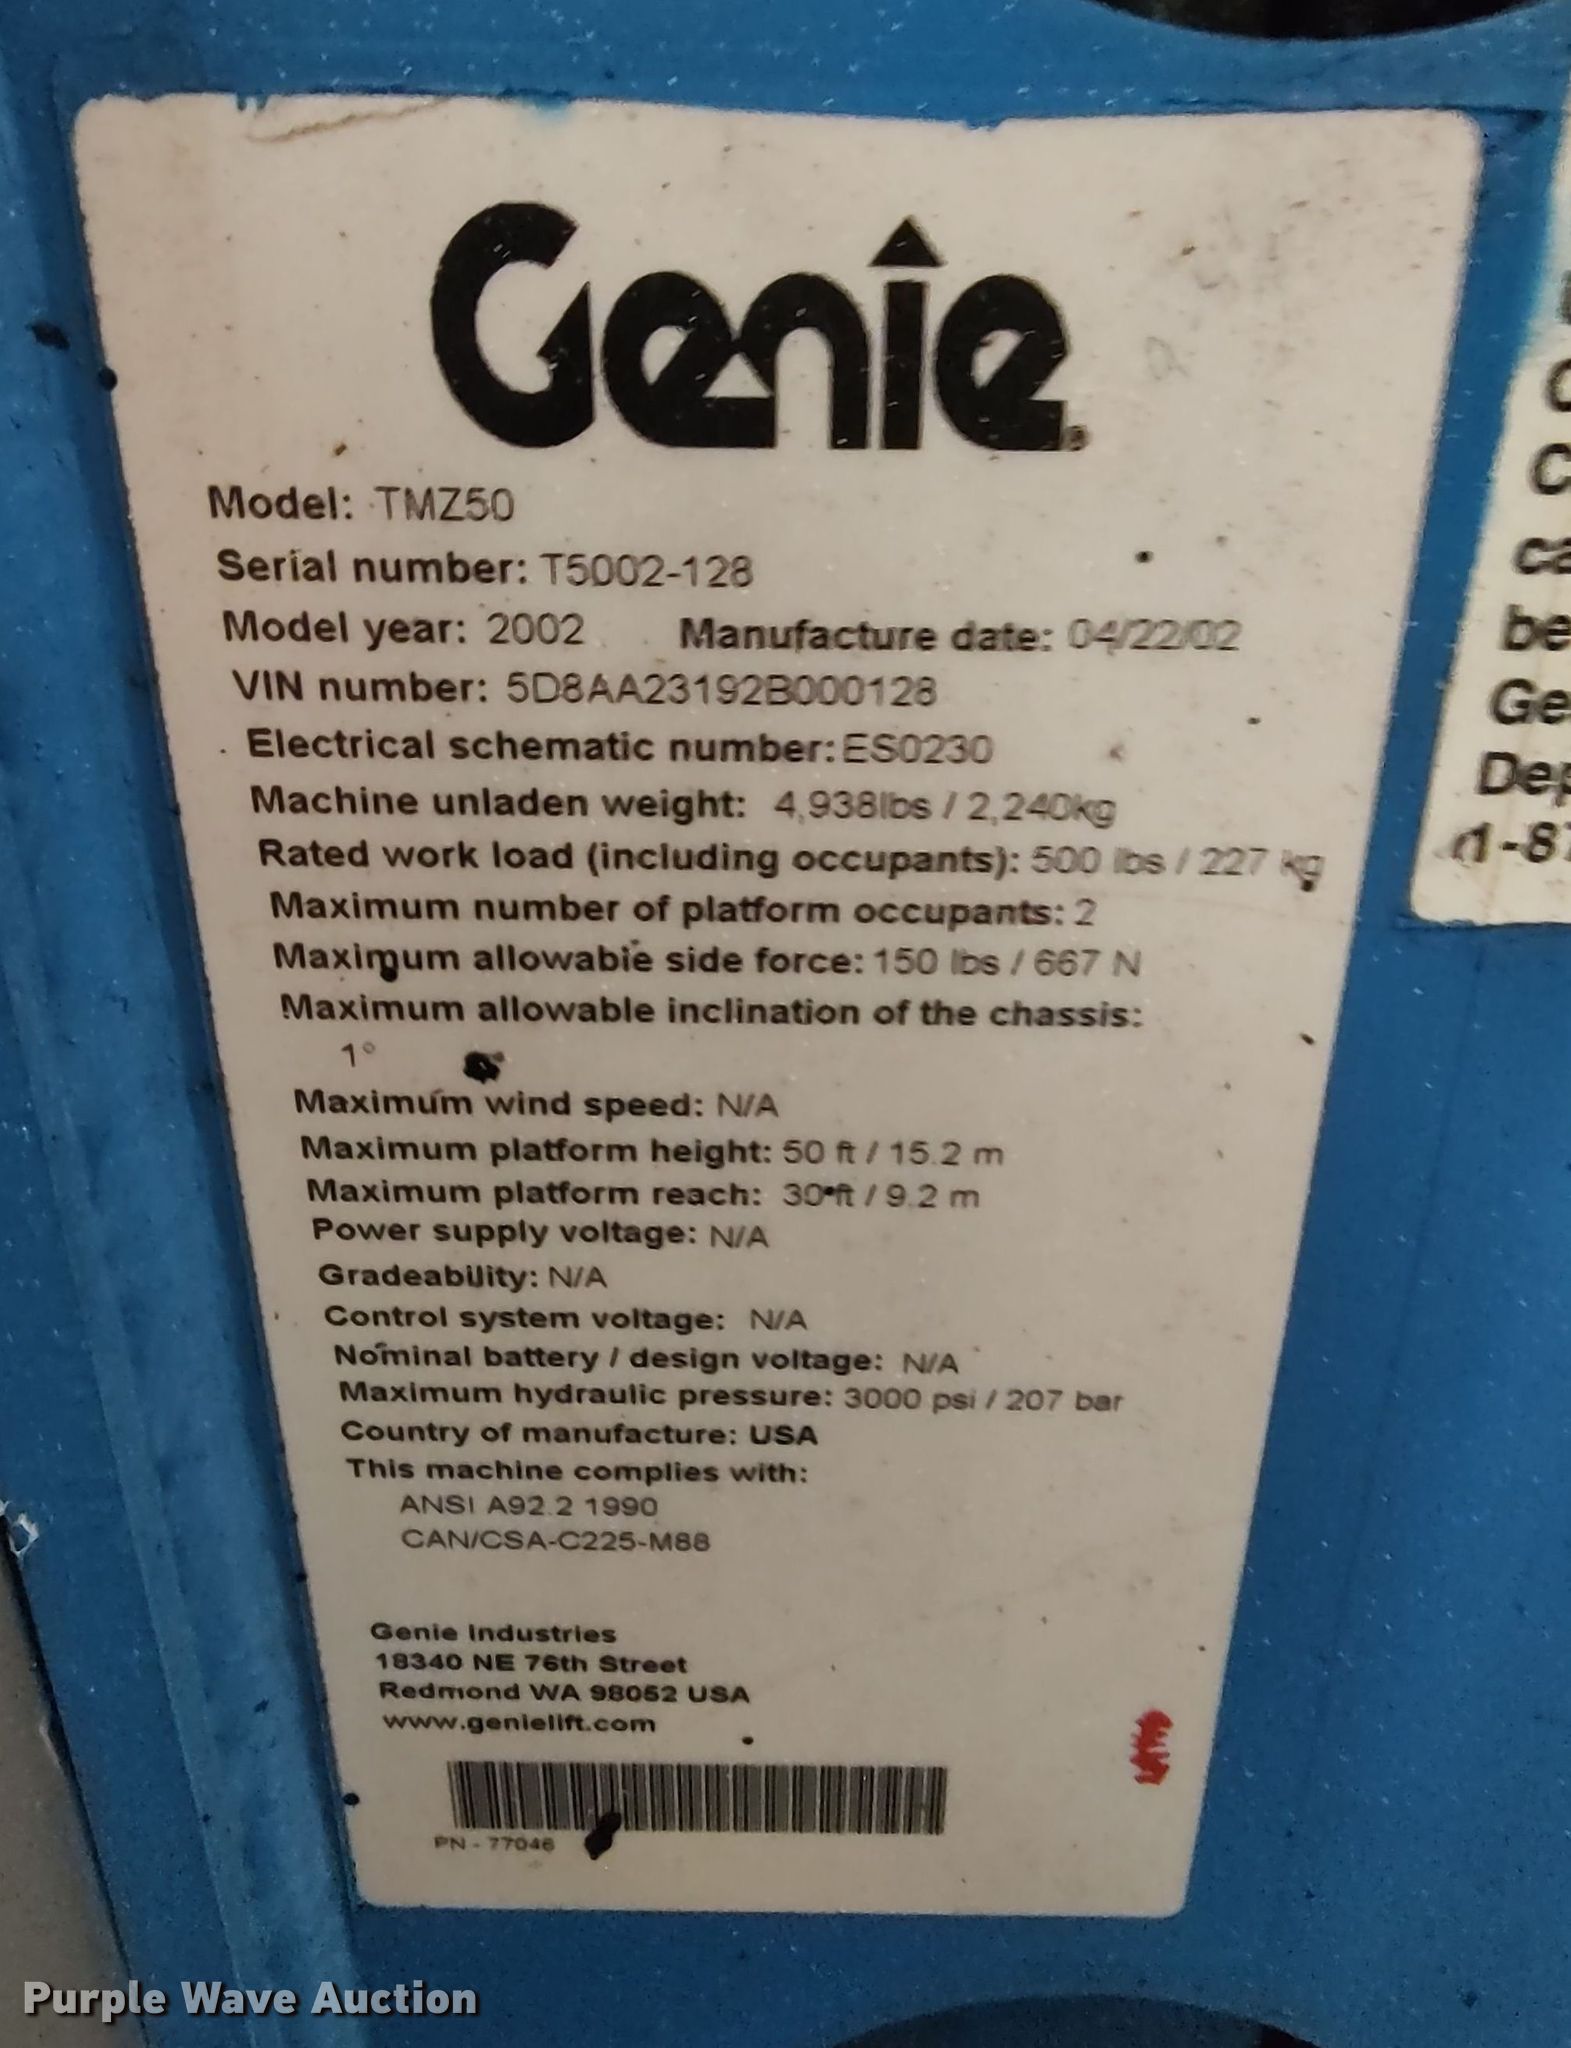 Genie
Model: TMZ50
Serial number: T5002-128
Model year: 2002 Manufacture date: 04/22/02
VIN number: 5D8AA23192B000128
Electrical schematic number: ES0230
Machine unladen weight: 4,938lbs / 2,240kg
Rated work load (including occupants): 500 lbs / 227 kg
Maximum number of platform occupants: 2
Maximum allowable side force: 150 lbs / 667 N
Maximum allowable inclination of the chassis:
1°
Maximum wind speed: N/A
Maximum platform height: 50 ft / 15.2 m
Maximum platform reach: 30 ft / 9.2 m
Power supply voltage: N/A
Gradeability: N/A
Control system voltage: N/A
Nominal battery / design voltage: N/A
Maximum hydraulic pressure: 3000 psi / 207 bar
Country of manufacture: USA
This machine complies with:
ANSI A92.2 1990
CAN/CSA-C225-M88
Genie Industries
18340 NE 76th Street
Redmond WA 98052 USA
www.genielift.com
PN - 77046
ca
be
Ge
Dep
1-87
Purple Wave Auction